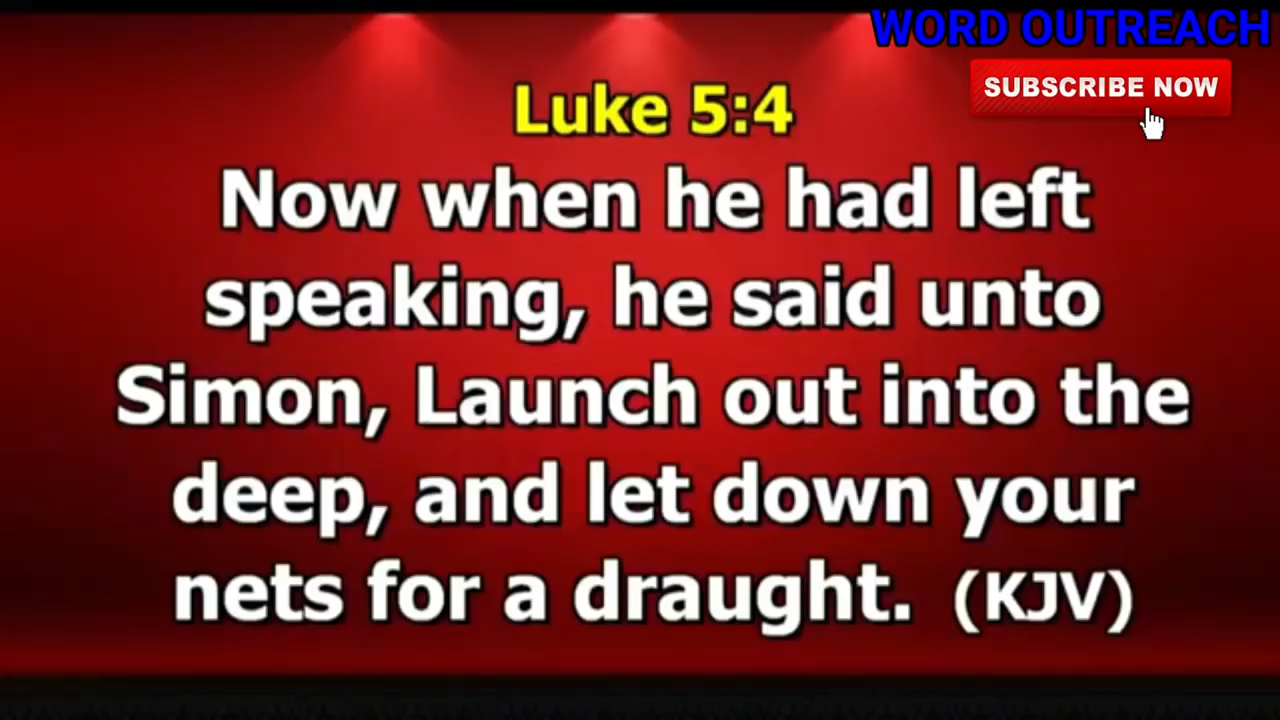 WORD OUTREACH
SUBSCRIBE NOW
Luke 5:4
Now when he had left
speaking, he said unto
Simon, Launch out into the
deep, and let down your
nets for a draught. (KJV)